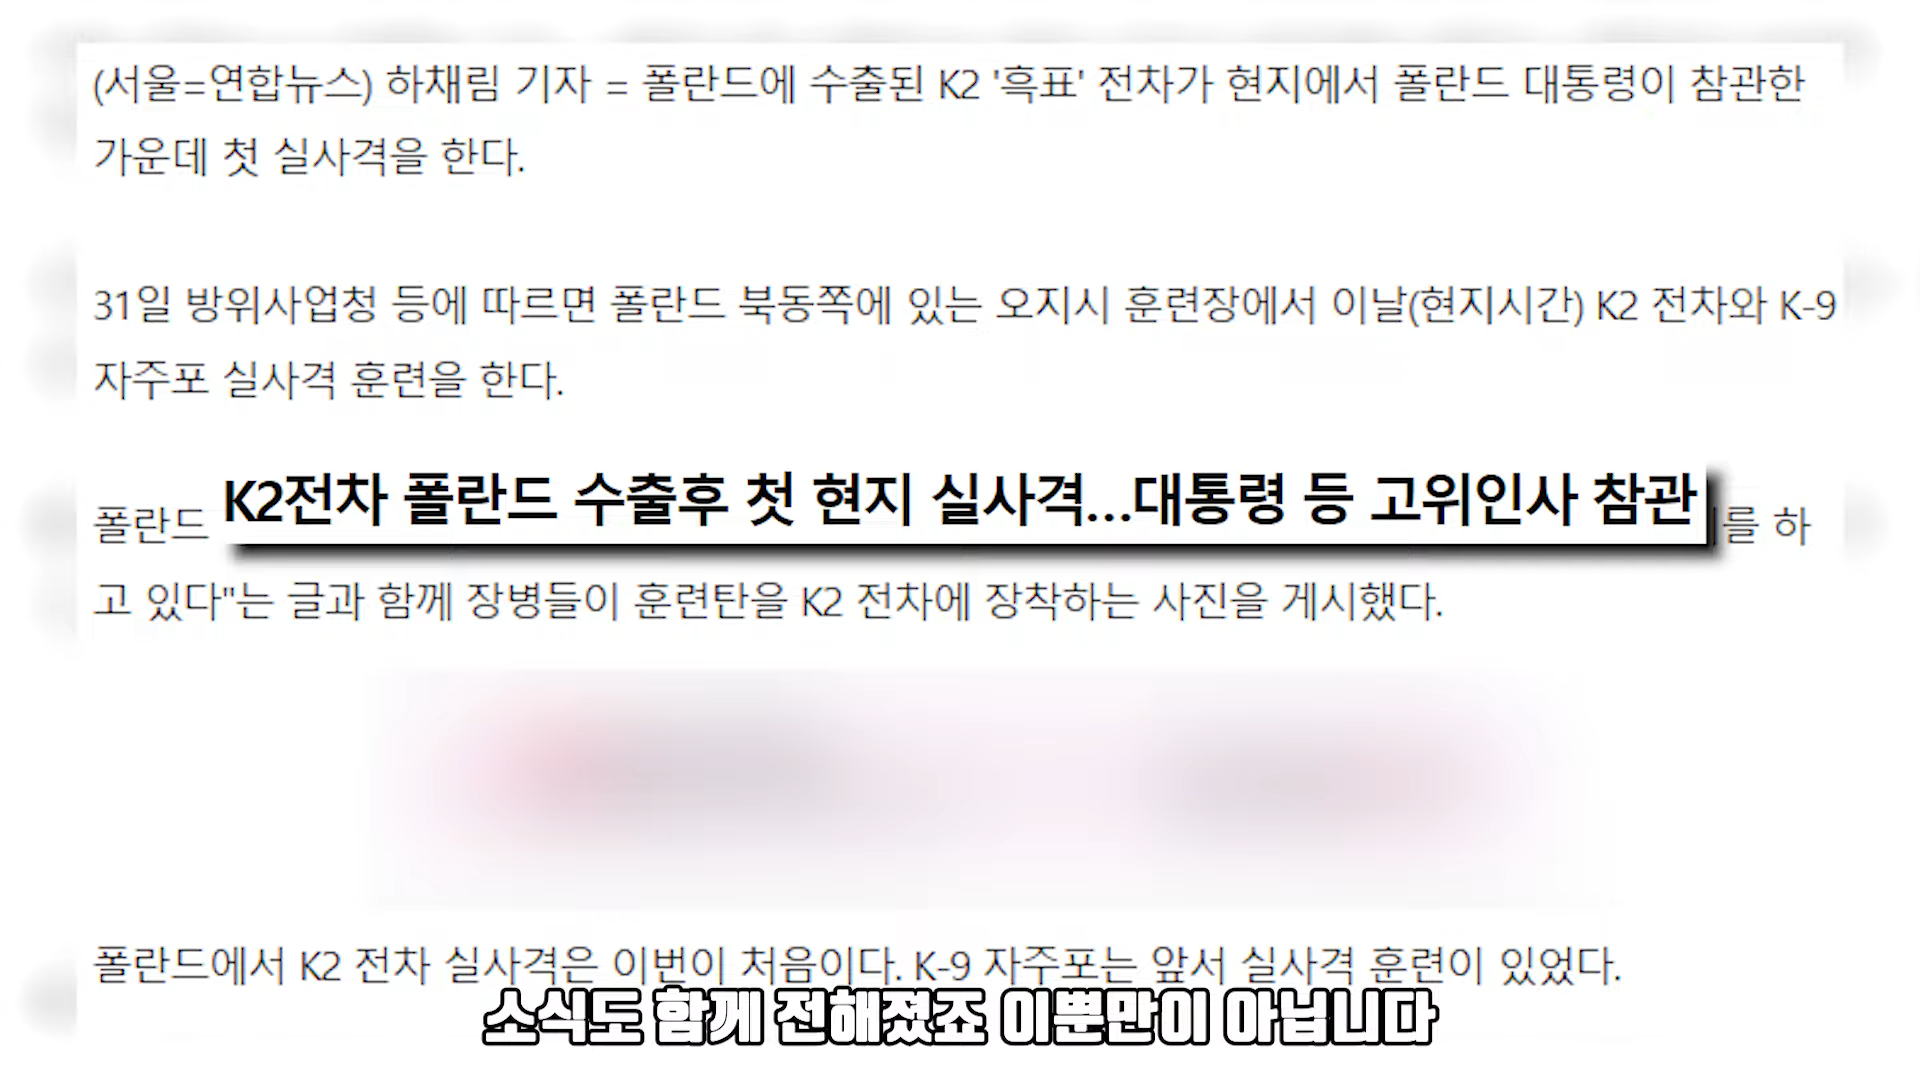 (서울=연합뉴스) 하채림 기자 = 폴란드에 수출된 K2 '흑표' 전차가 현지에서 폴란드 대통령이 참관한
가운데 첫 실사격을 한다.
31일 방위사업청 등에 따르면 폴란드 북동쪽에 있는 오지시 훈련장에서 이날(현지시간) K2 전차와 K-9
자주포 실사격 훈련을 한다.
K2전차 폴란드 수출후 첫 현지 실사격...대통령 등 고위인사 참관
폴란드 를 하
고 있다"는 글과 함께 장병들이 훈련탄을 K2 전차에 장착하는 사진을 게시했다.
폴란드에서 K2 전차 실사격은 이번이 처음이다. K-9 자주포는 앞서 실사격 훈련이 있었다.
소식도 함께 전해졌죠 이뿐만이 아닙니다